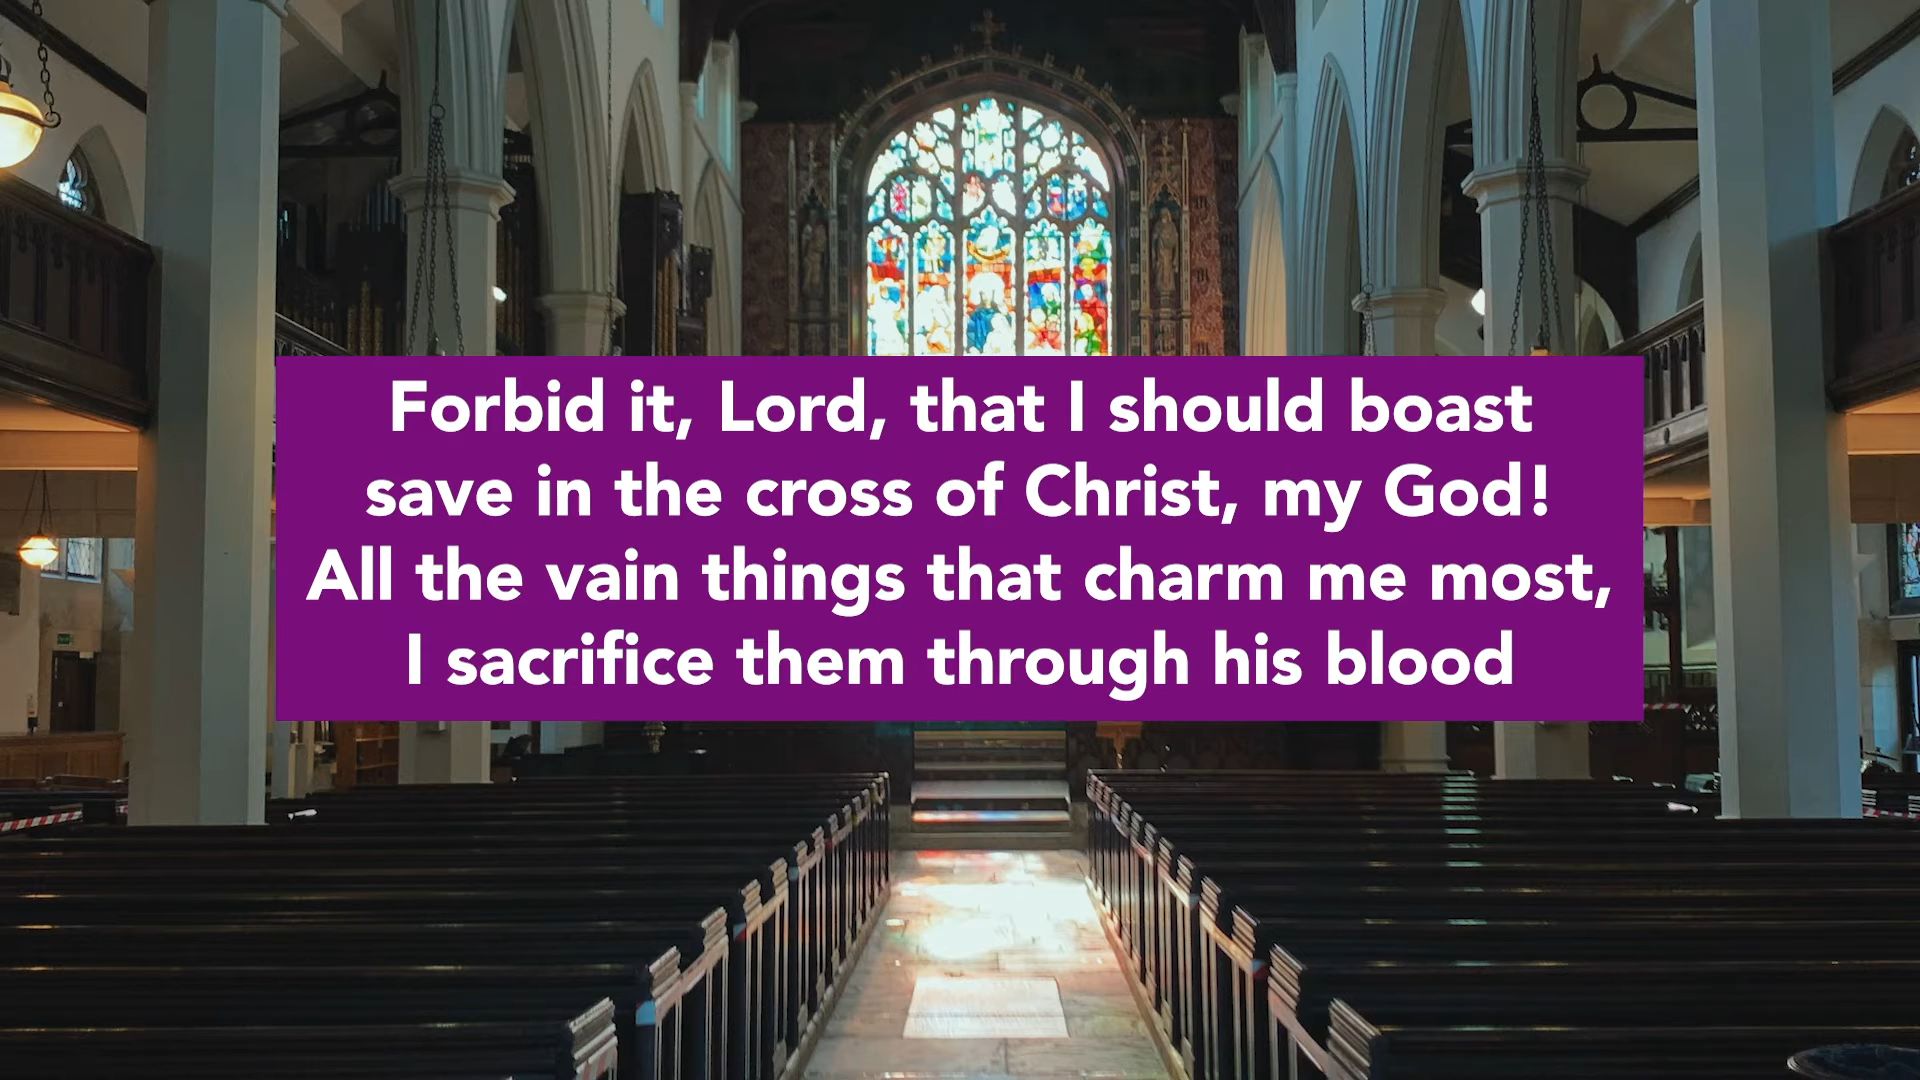 Forbid it, Lord, that I should boast
save in the cross of Christ, my God!
All the vain things that charm me most,
I sacrifice them through his blood